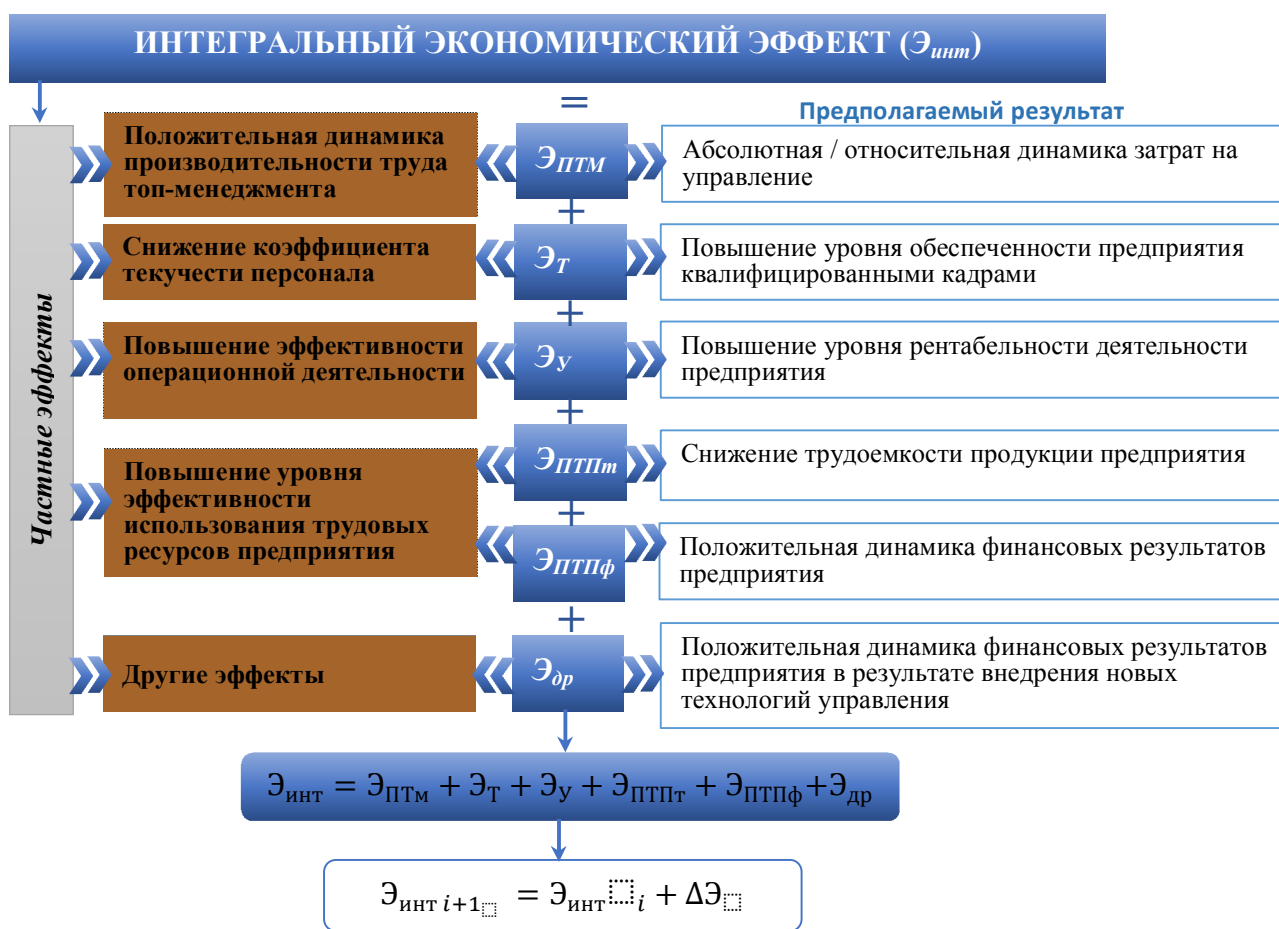 ИНТЕГРАЛЬНЫЙ ЭКОНОМИЧЕСКИЙ ЭФФЕКТ (Эинт)
=
Предполагаемый результат
Частные эффекты
Положительная динамика
производительности труда
топ-менеджмента
ЭПТМ
Абсолютная / относительная динамика затрат на
управление
+
Снижение коэффициента
текучести персонала
ЭТ
Повышение уровня обеспеченности предприятия
квалифицированными кадрами
+
Повышение эффективности
операционной деятельности
ЭУ
Повышение уровня рентабельности деятельности
предприятия
+
Повышение уровня
эффективности
использования трудовых
ресурсов предприятия
ЭПТПт
Снижение трудоемкости продукции предприятия
+
ЭПТПф
Положительная динамика финансовых результатов
предприятия
+
Другие эффекты
Эдр
Положительная динамика финансовых результатов
предприятия в результате внедрения новых
технологий управления
Эинт = ЭПТм + ЭТ + ЭУ + ЭПТПт + ЭПТПф+Эдр
Эинт i+1⬚ = Эинт⬚i + ΔЭ⬚